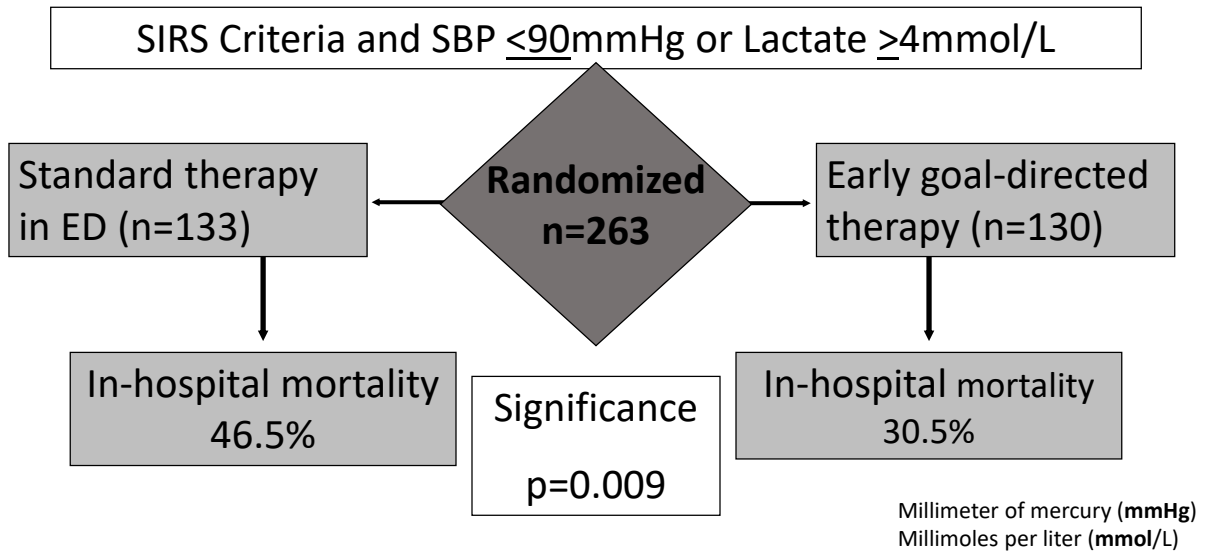 SIRS Criteria and SBP <90mmHg or Lactate >4mmol/L
Standard therapy
in ED (n=133)
Randomized
n=263
Early goal-directed
therapy (n=130)
In-hospital mortality
46.5%
Significance
p=0.009
In-hospital mortality
30.5%
Millimeter of mercury (mmHg)
Millimoles per liter (mmol/L)